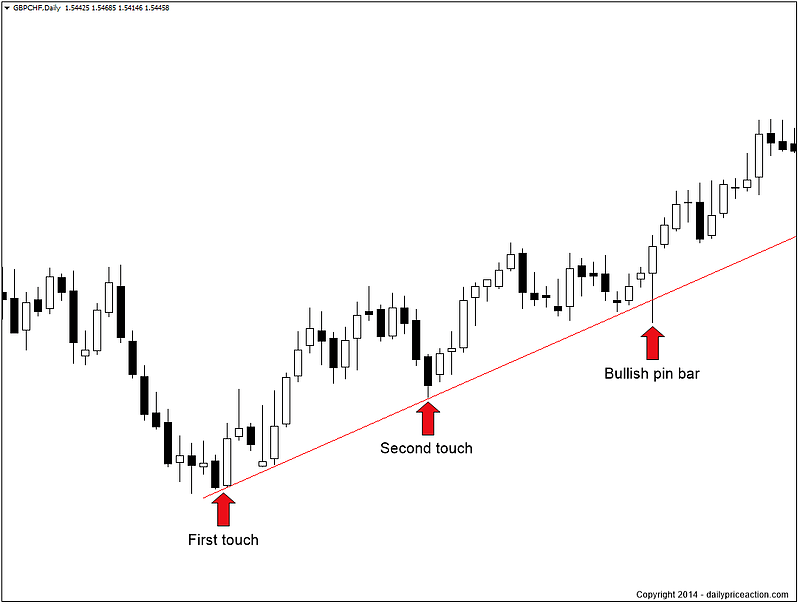 GBPCHF,Daily 1.54425 1.54685 1.54146 1.54458
Bullish pin bar
Second touch
First touch
Copyright 2014 - dailypriceaction.com